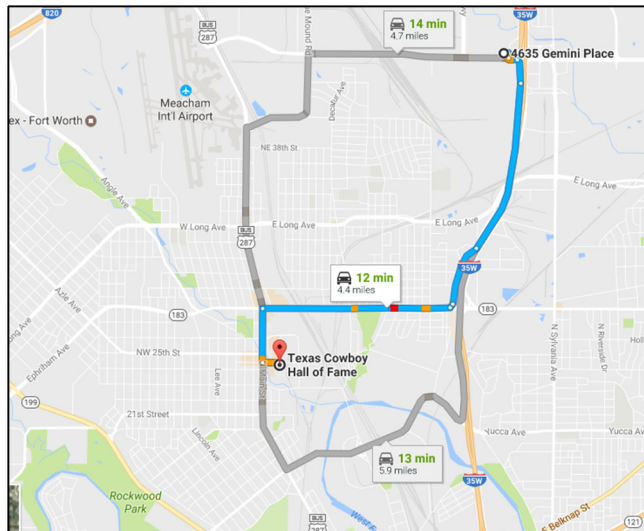 820
BUS
287
35W
14 min
4.7 miles
4635 Gemini Place
Meacham
Int'l Airport
Decatur Ave
ex - Fort Worth
NE 38th St
Angle Ave
E Long Ave
W Long Ave
E Long Ave
BUS
287
35W
12 min
4.4 miles
183
183
Azle Ave
NW 25th St
Texas Cowboy
Hall of Fame
Ephriham Ave
Lee Ave
N Main St
N Sylvania Ave
N Riverside Dr
199
21st Street
Lincoln Ave
Yucca Ave
Yucca Ave
13 min
5.9 miles
Rockwood
Park
35W
West F
E Belknap St
121